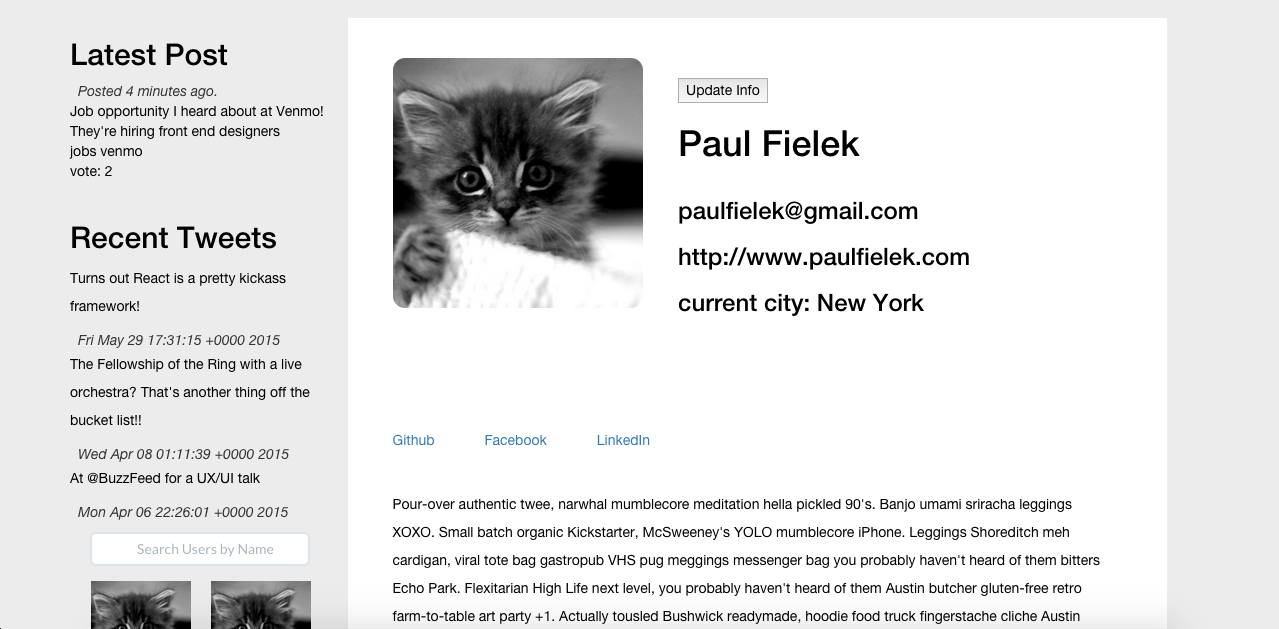 Latest Post
Posted 4 minutes ago.
Job opportunity I heard about at Venmo!
They're hiring front end designers
jobs venmo
vote: 2
Recent Tweets
Turns out React is a pretty kickass
framework!
Fri May 29 17:31:15 +0000 2015
The Fellowship of the Ring with a live
orchestra? That's another thing off the
bucket list!!
Wed Apr 08 01:11:39 +0000 2015
At @BuzzFeed for a UX/UI talk
Mon Apr 06 22:26:01 +0000 2015
Search Users by Name
Update Info
Paul Fielek
paulfielek@gmail.com
http://www.paulfielek.com
current city: New York
Github Facebook LinkedIn
Pour-over authentic twee, narwhal mumblecore meditation hella pickled 90's. Banjo umami sriracha leggings
XOXO. Small batch organic Kickstarter, McSweeney's YOLO mumblecore iPhone. Leggings Shoreditch meh
cardigan, viral tote bag gastropub VHS pug meggings messenger bag you probably haven't heard of them bitters
Echo Park. Flexitarian High Life next level, you probably haven't heard of them Austin butcher gluten-free retro
farm-to-table art party +1. Actually tousled Bushwick readymade, hoodie food truck fingerstache cliche Austin